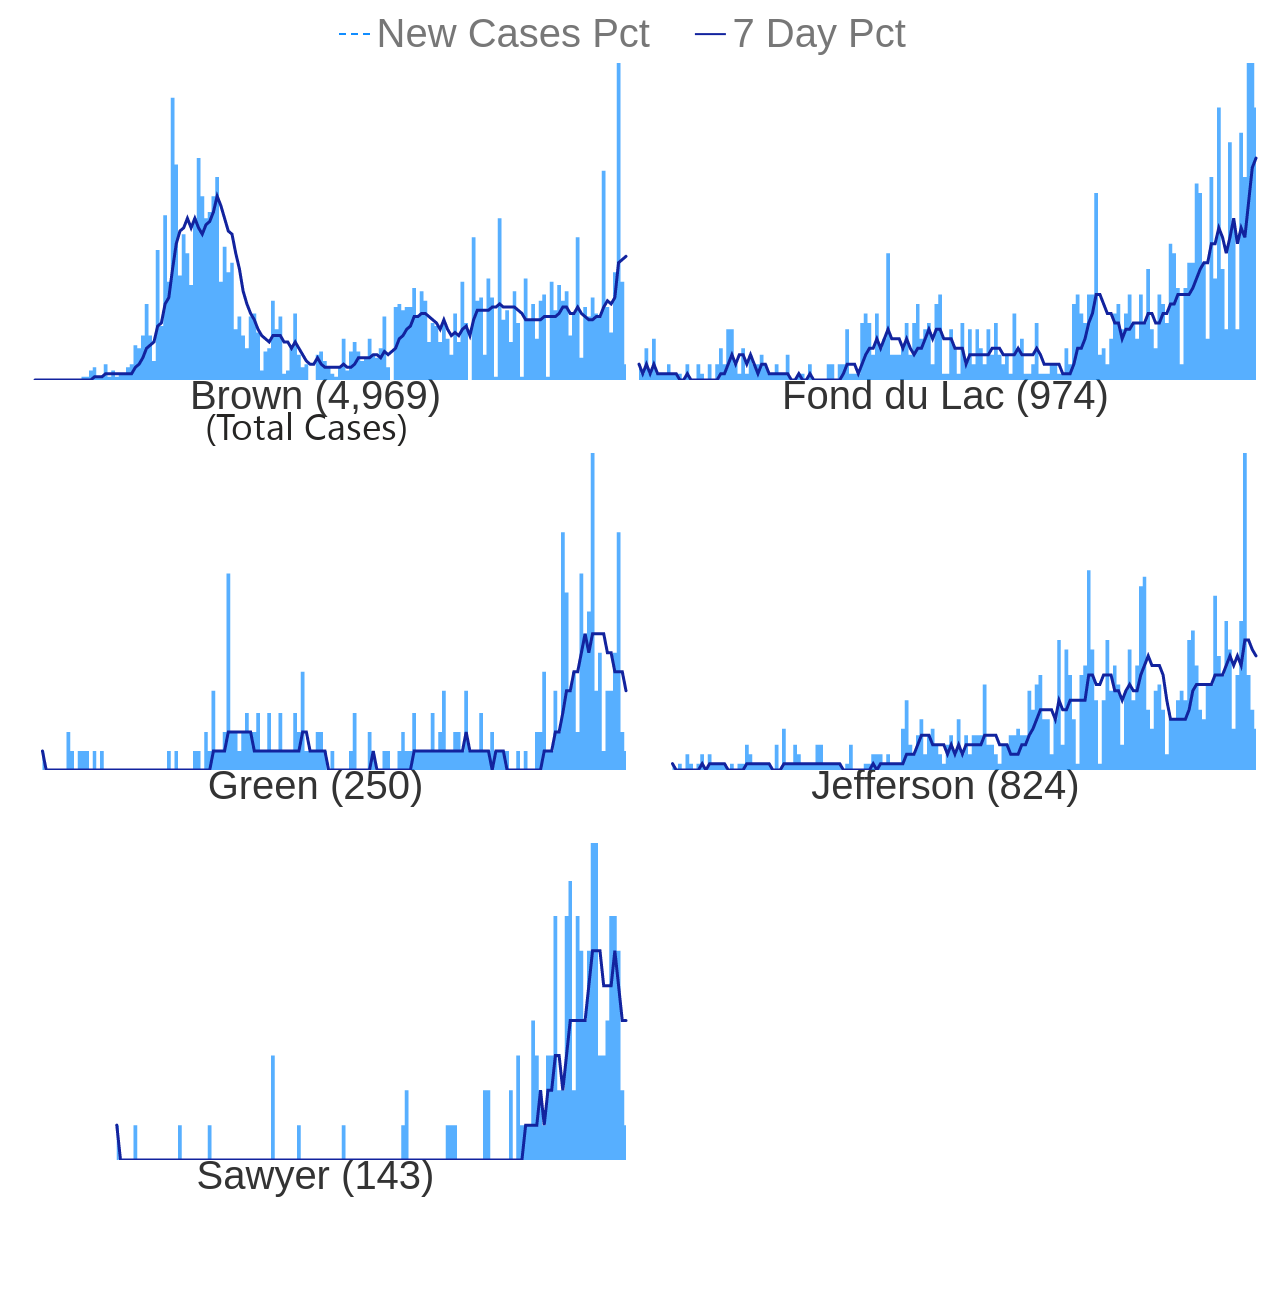 New Cases Pct 7 Day Pct
Brown (4,969) Fond du Lac (974)
(Total Cases)
Green (250) Jefferson (824)
Sawyer (143)